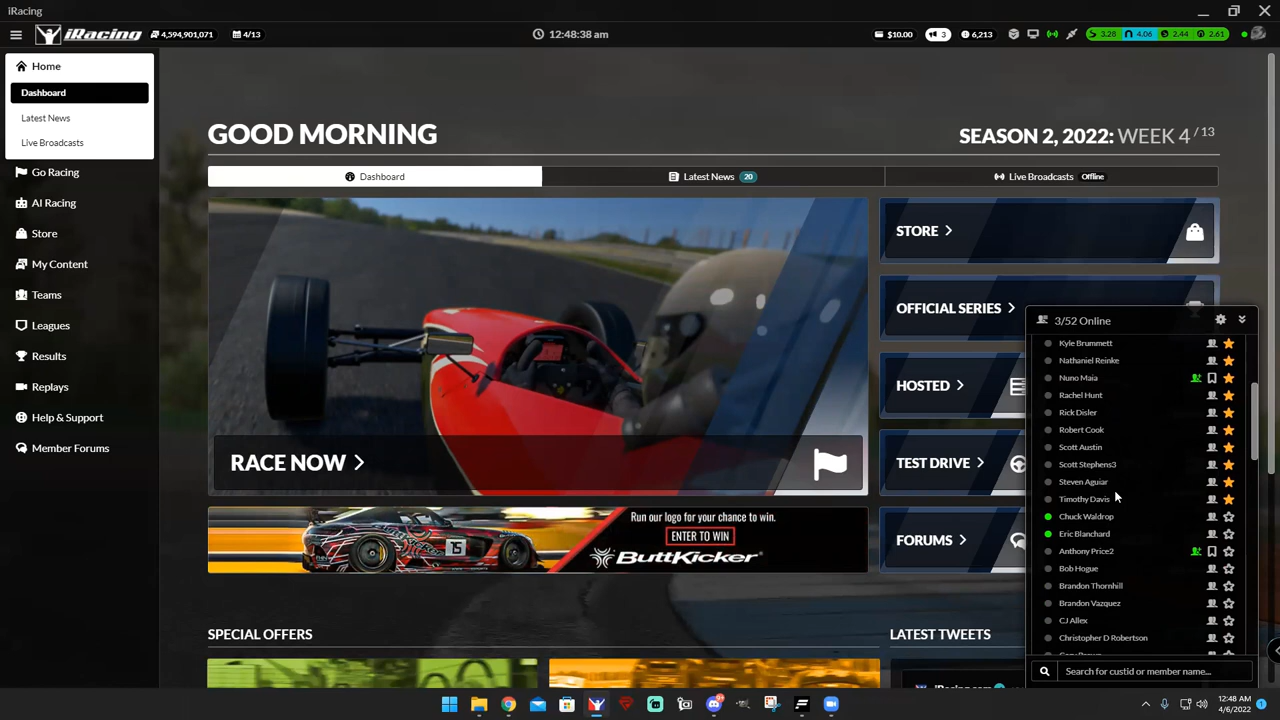 iRacing
iRacing
4,594,901,071
4/13
12:48:38 am
$10.00
3
6,213
3.28
4.06
2.44
2.61
Home
Dashboard
Latest News
Live Broadcasts
Go Racing
AI Racing
Store
My Content
Teams
Leagues
Results
Replays
Help & Support
Member Forums
GOOD MORNING
SEASON 2, 2022: WEEK 4 / 13
Dashboard
Latest News 20
Live Broadcasts Offline
RACE NOW
STORE
OFFICIAL SERIES
HOSTED
TEST DRIVE
FORUMS
75
Run our logo for your chance to win.
ENTER TO WIN
ButtKicker
SPECIAL OFFERS
LATEST TWEETS
3/52 Online
Kyle Brummett
Nathaniel Reinke
Nuno Maia
Rachel Hunt
Rick Disler
Robert Cook
Scott Austin
Scott Stephens3
Steven Aguiar
Timothy Davis
Chuck Waldrop
Eric Blanchard
Anthony Price2
Bob Hogue
Brandon Thornhill
Brandon Vazquez
CJ Allex
Christopher D Robertson
Search for custid or member name...
12:48 AM
4/6/2022